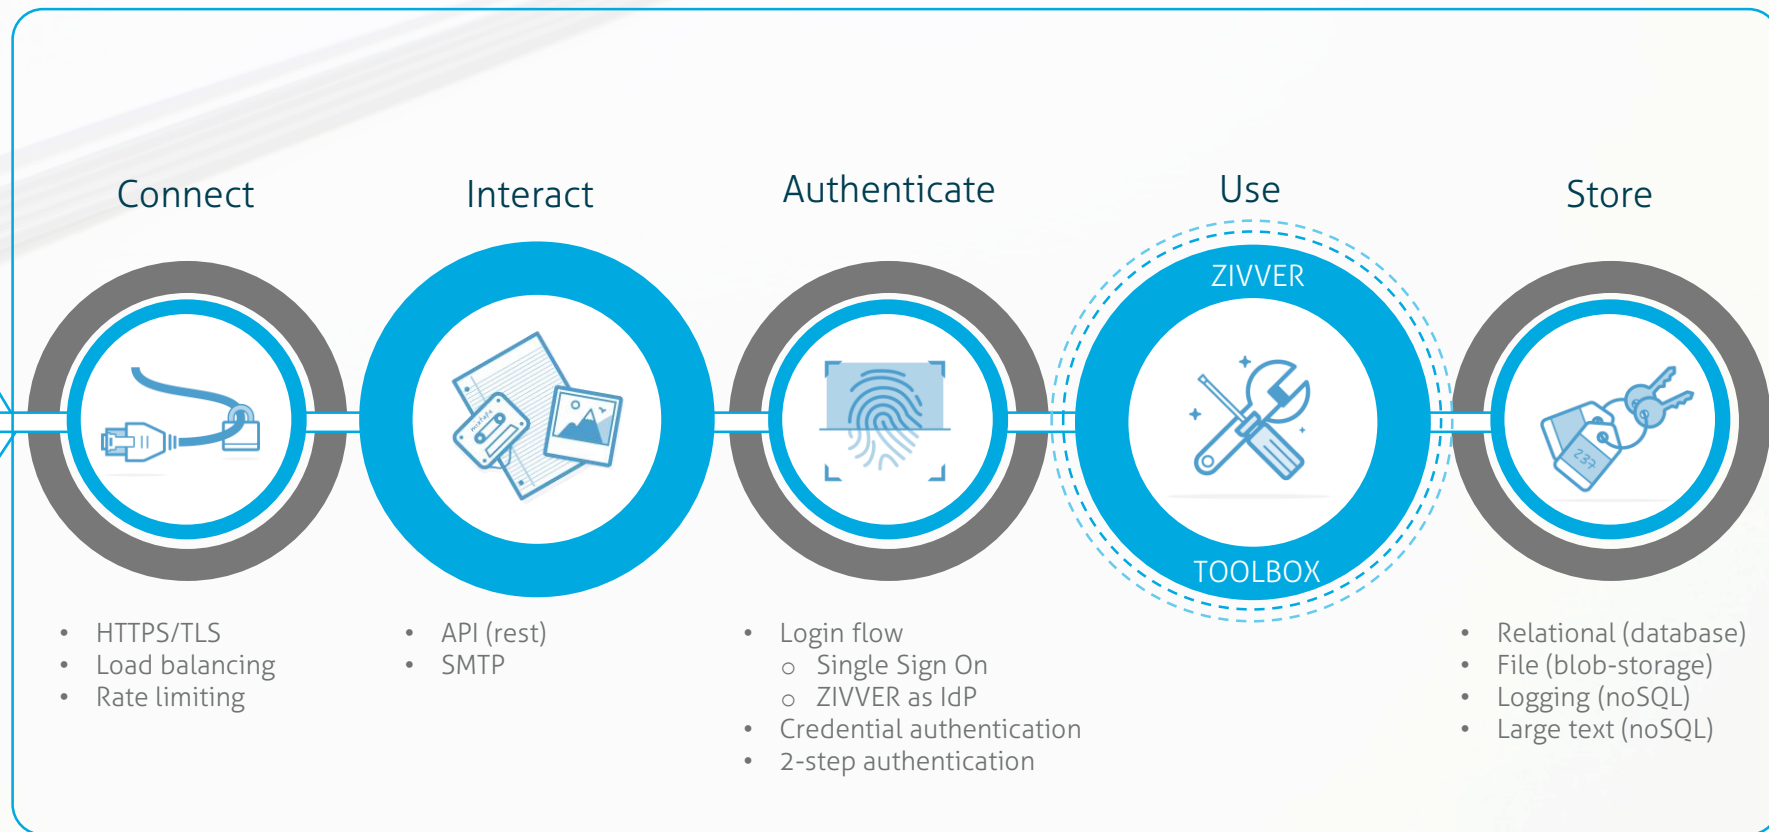 Connect
Interact
Authenticate
Use
Store
ZIVVER
TOOLBOX
237
• HTTPS/TLS
• Load balancing
• Rate limiting
• API (rest)
• SMTP
• Login flow
o Single Sign On
o ZIVVER as IdP
• Credential authentication
• 2-step authentication
• Relational (database)
• File (blob-storage)
• Logging (noSQL)
• Large text (noSQL)